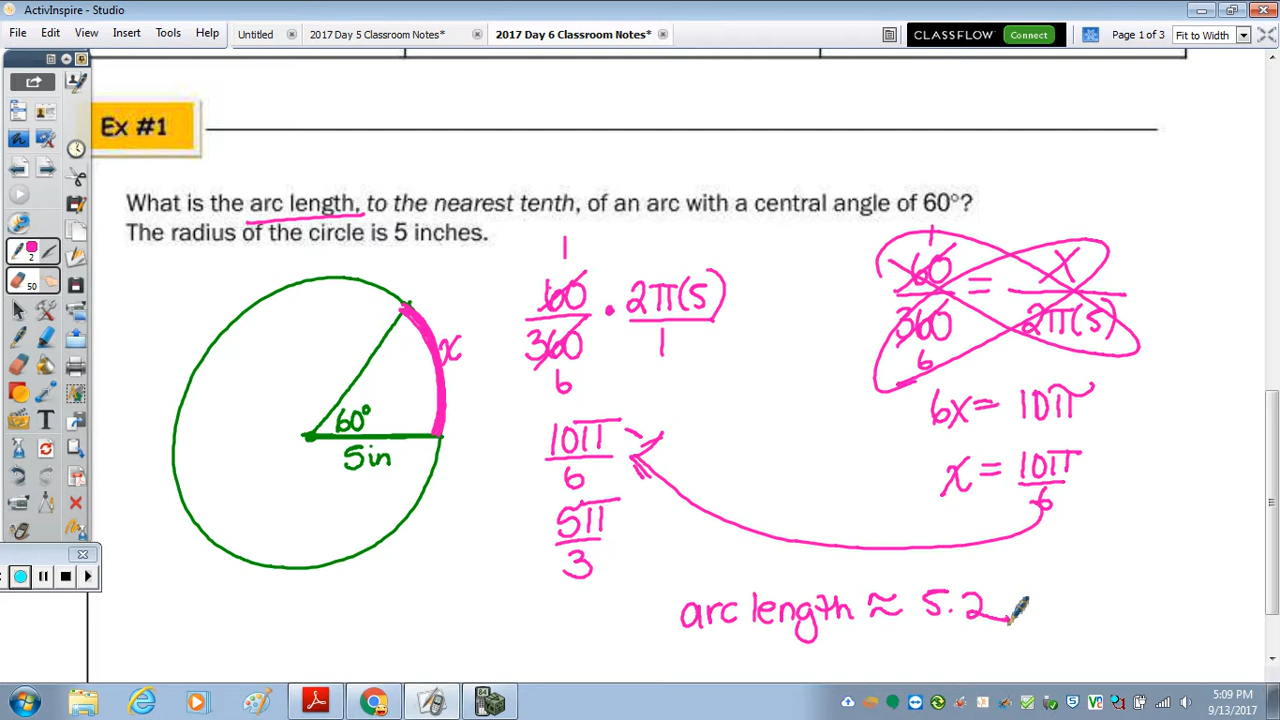 ActivInspire - Studio
File Edit View Insert Tools Help Untitled 2017 Day 5 Classroom Notes* 2017 Day 6 Classroom Notes* CLASSFLOW Connect Page 1 of 3 Fit to Width
Ex #1
What is the arc length, to the nearest tenth, of an arc with a central angle of 60°?
The radius of the circle is 5 inches.
x
60°
5in
2
50
1
60/360 · 2π(5)/1
6
10π/6
5π/3
1
60/360 = x/2π(5)
6
6x = 10π
x = 10π/6
arc length ≈ 5.2
5:09 PM
9/13/2017